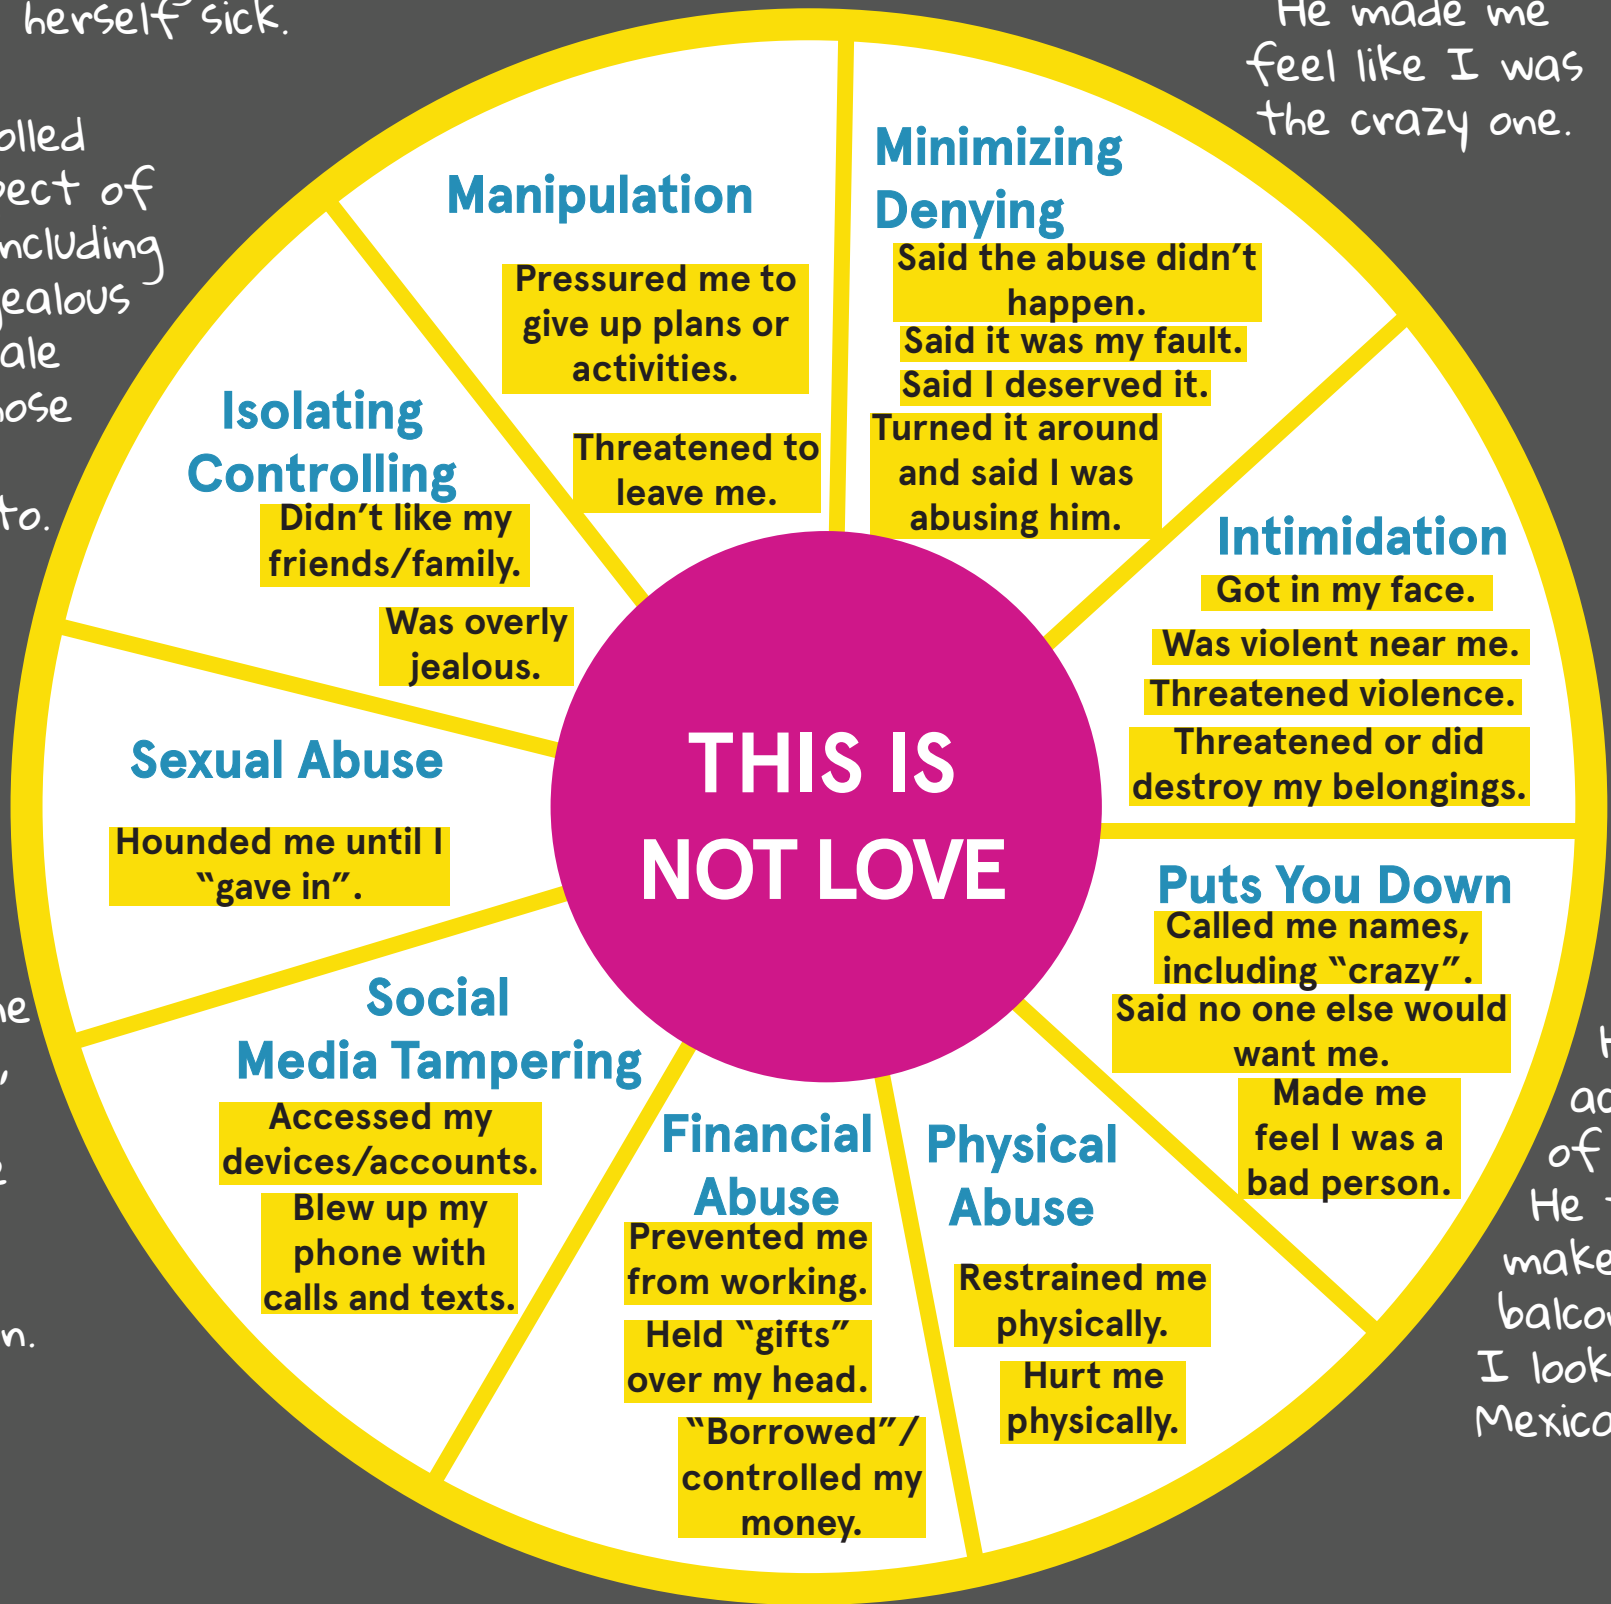 herself sick.
olled
pect of
ncluding
jealous
ale
hose
to.
He made me
feel like I was
the crazy one.
Manipulation
Pressured me to
give up plans or
activities.
Threatened to
leave me.
Minimizing
Denying
Said the abuse didn’t
happen.
Said it was my fault.
Said I deserved it.
Turned it around
and said I was
abusing him.
Isolating
Controlling
Didn’t like my
friends/family.
Was overly
jealous.
Intimidation
Got in my face.
Was violent near me.
Threatened violence.
Threatened or did
destroy my belongings.
Sexual Abuse
Hounded me until I
“gave in”.
THIS IS
NOT LOVE
Puts You Down
Called me names,
including “crazy”.
Said no one else would
want me.
Made me
feel I was a
bad person.
Social
Media Tampering
Accessed my
devices/accounts.
Blew up my
phone with
calls and texts.
Financial
Abuse
Prevented me
from working.
Held “gifts”
over my head.
“Borrowed”/
controlled my
money.
Physical
Abuse
Restrained me
physically.
Hurt me
physically.
n.
of
He
make
balco
I look
Mexic